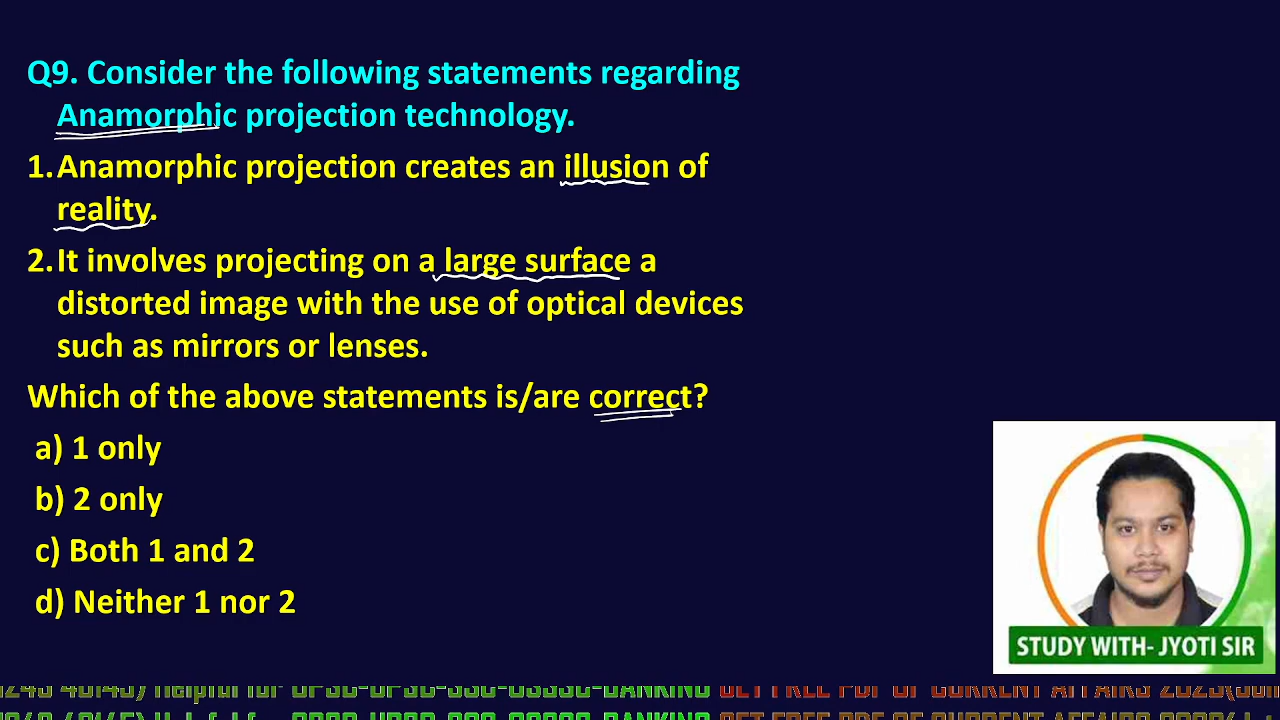 Q9. Consider the following statements regarding
Anamorphic projection technology.
1. Anamorphic projection creates an illusion of
reality.
2. It involves projecting on a large surface a
distorted image with the use of optical devices
such as mirrors or lenses.
Which of the above statements is/are correct?
a) 1 only
b) 2 only
c) Both 1 and 2
d) Neither 1 nor 2
STUDY WITH- JYOTI SIR